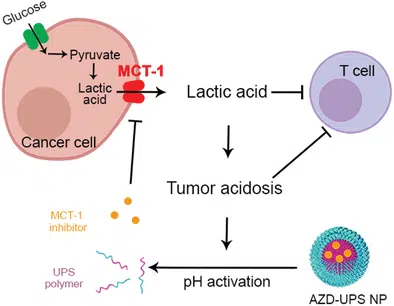 Glucose
Pyruvate
Lactic
acid
MCT-1
Cancer cell
Lactic acid
T cell
Tumor acidosis
MCT-1
inhibitor
UPS
polymer
pH activation
AZD-UPS NP